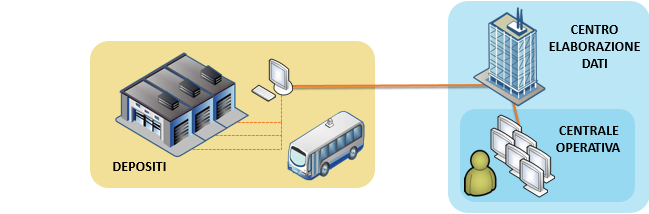 CENTRO
ELABORAZIONE
DATI
CENTRALE
OPERATIVA
DEPOSITI